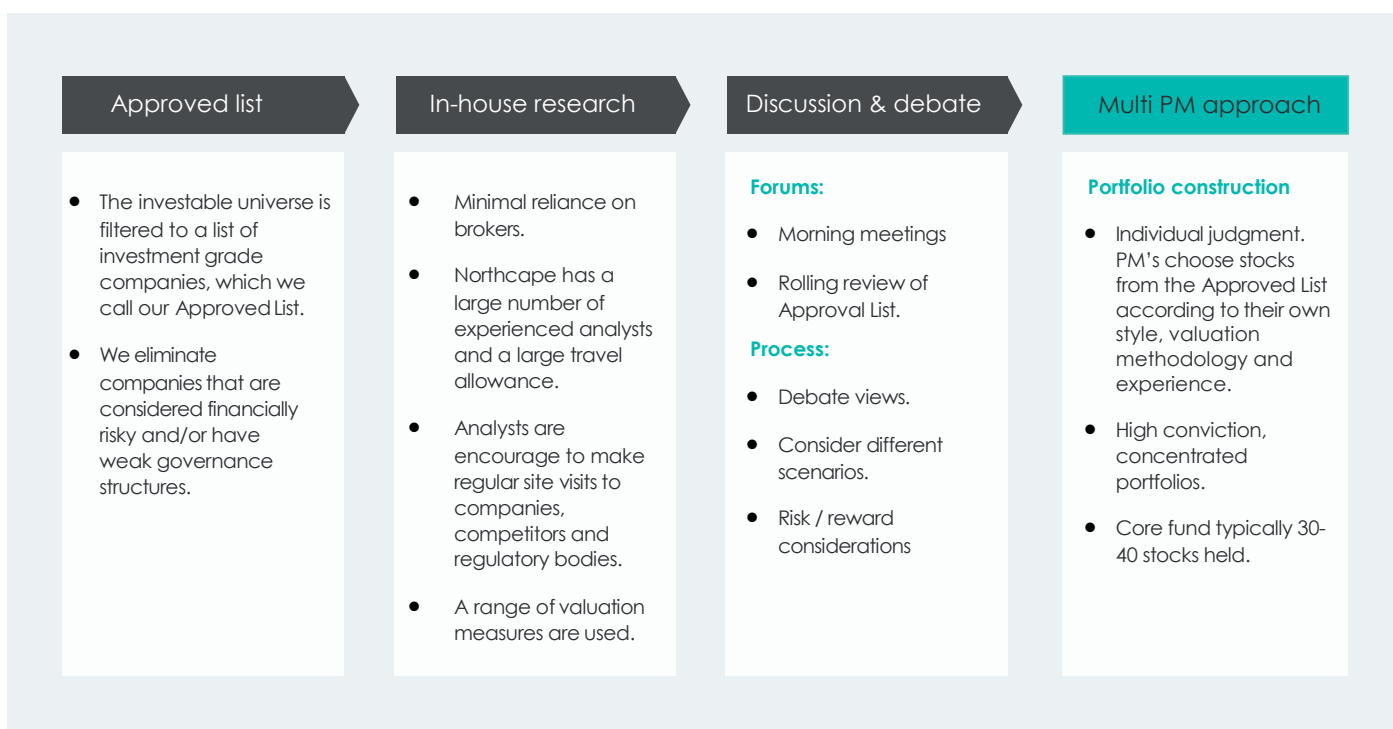 Approved list
The investable universe is
filtered to a list of
investment grade
companies, which we
call our Approved List.
We eliminate
companies that are
considered financially
risky and/or have
weak governance
structures.
In-house research
Minimal reliance on
brokers.
Northcape has a
large number of
experienced analysts
and a large travel
allowance.
Analysts are
encourage to make
regular site visits to
companies,
competitors and
regulatory bodies.
A range of valuation
measures are used.
Discussion & debate
Forums:
Morning meetings
Rolling review of
Approval List.
Process:
Debate views.
Consider different
scenarios.
Risk / reward
considerations
Multi PM approach
Portfolio construction
Individual judgment.
PM's choose stocks
from the Approved List
according to their own
style, valuation
methodology and
experience.
High conviction,
concentrated
portfolios.
Core fund typically 30-
40 stocks held.